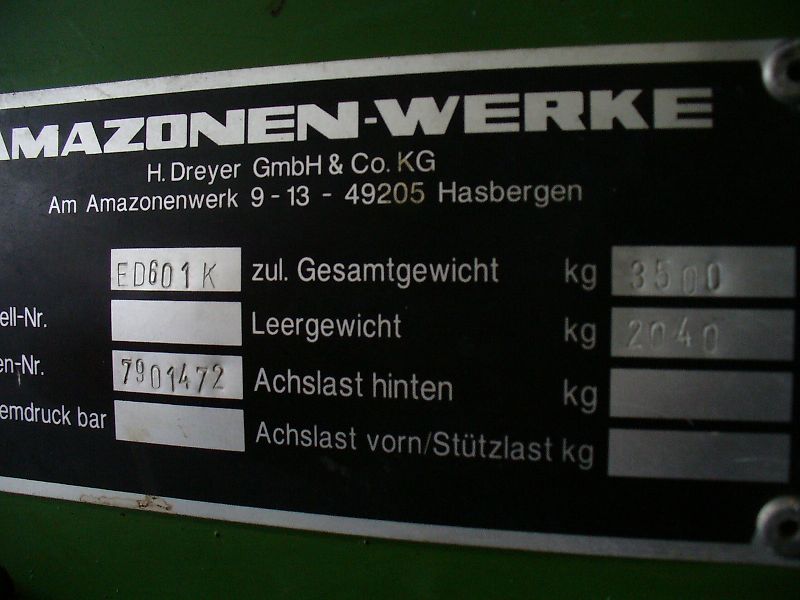 AMAZONEN-WERKE
H. Dreyer GmbH & Co. KG
Am Amazonenwerk 9-13 - 49205 Hasbergen
ED601K zul. Gesamtgewicht kg 3500
ell-Nr. Leergewicht kg 2040
en-Nr. 7901472 Achslast hinten kg
emdruck bar Achslast vorn/Stützlast kg